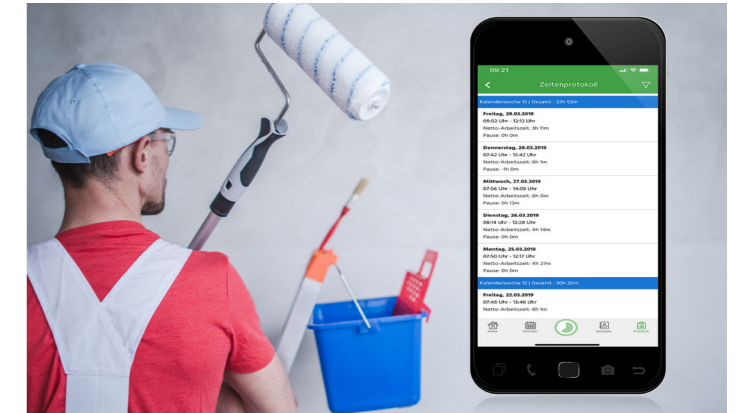 09:21
Zeitenprotokoll
Kalenderwoche 13 | Gesamt : 23h 52m
Freitag, 29.03.2019
09:02 Uhr - 12:13 Uhr
Netto-Arbeitszeit: 3h 11m
Pause: 0h 0m
Donnerstag, 28.03.2019
07:42 Uhr - 12:42 Uhr
Netto-Arbeitszeit: 6h 1m
Pause: -1h 0m
Mittwoch, 27.03.2019
07:56 Uhr - 14:09 Uhr
Netto-Arbeitszeit: 6h 0m
Pause: 0h 13m
Dienstag, 26.03.2019
08:14 Uhr - 12:28 Uhr
Netto-Arbeitszeit: 4h 14m
Pause: 0h 0m
Montag, 25.03.2019
07:50 Uhr - 12:17 Uhr
Netto-Arbeitszeit: 4h 27m
Pause: 0h 0m
Kalenderwoche 12 | Gesamt : 30h 20m
Freitag, 22.03.2019
07:46 Uhr - 13:46 Uhr
Netto-Arbeitszeit: 6h 1m
Home Kalender Protokoll